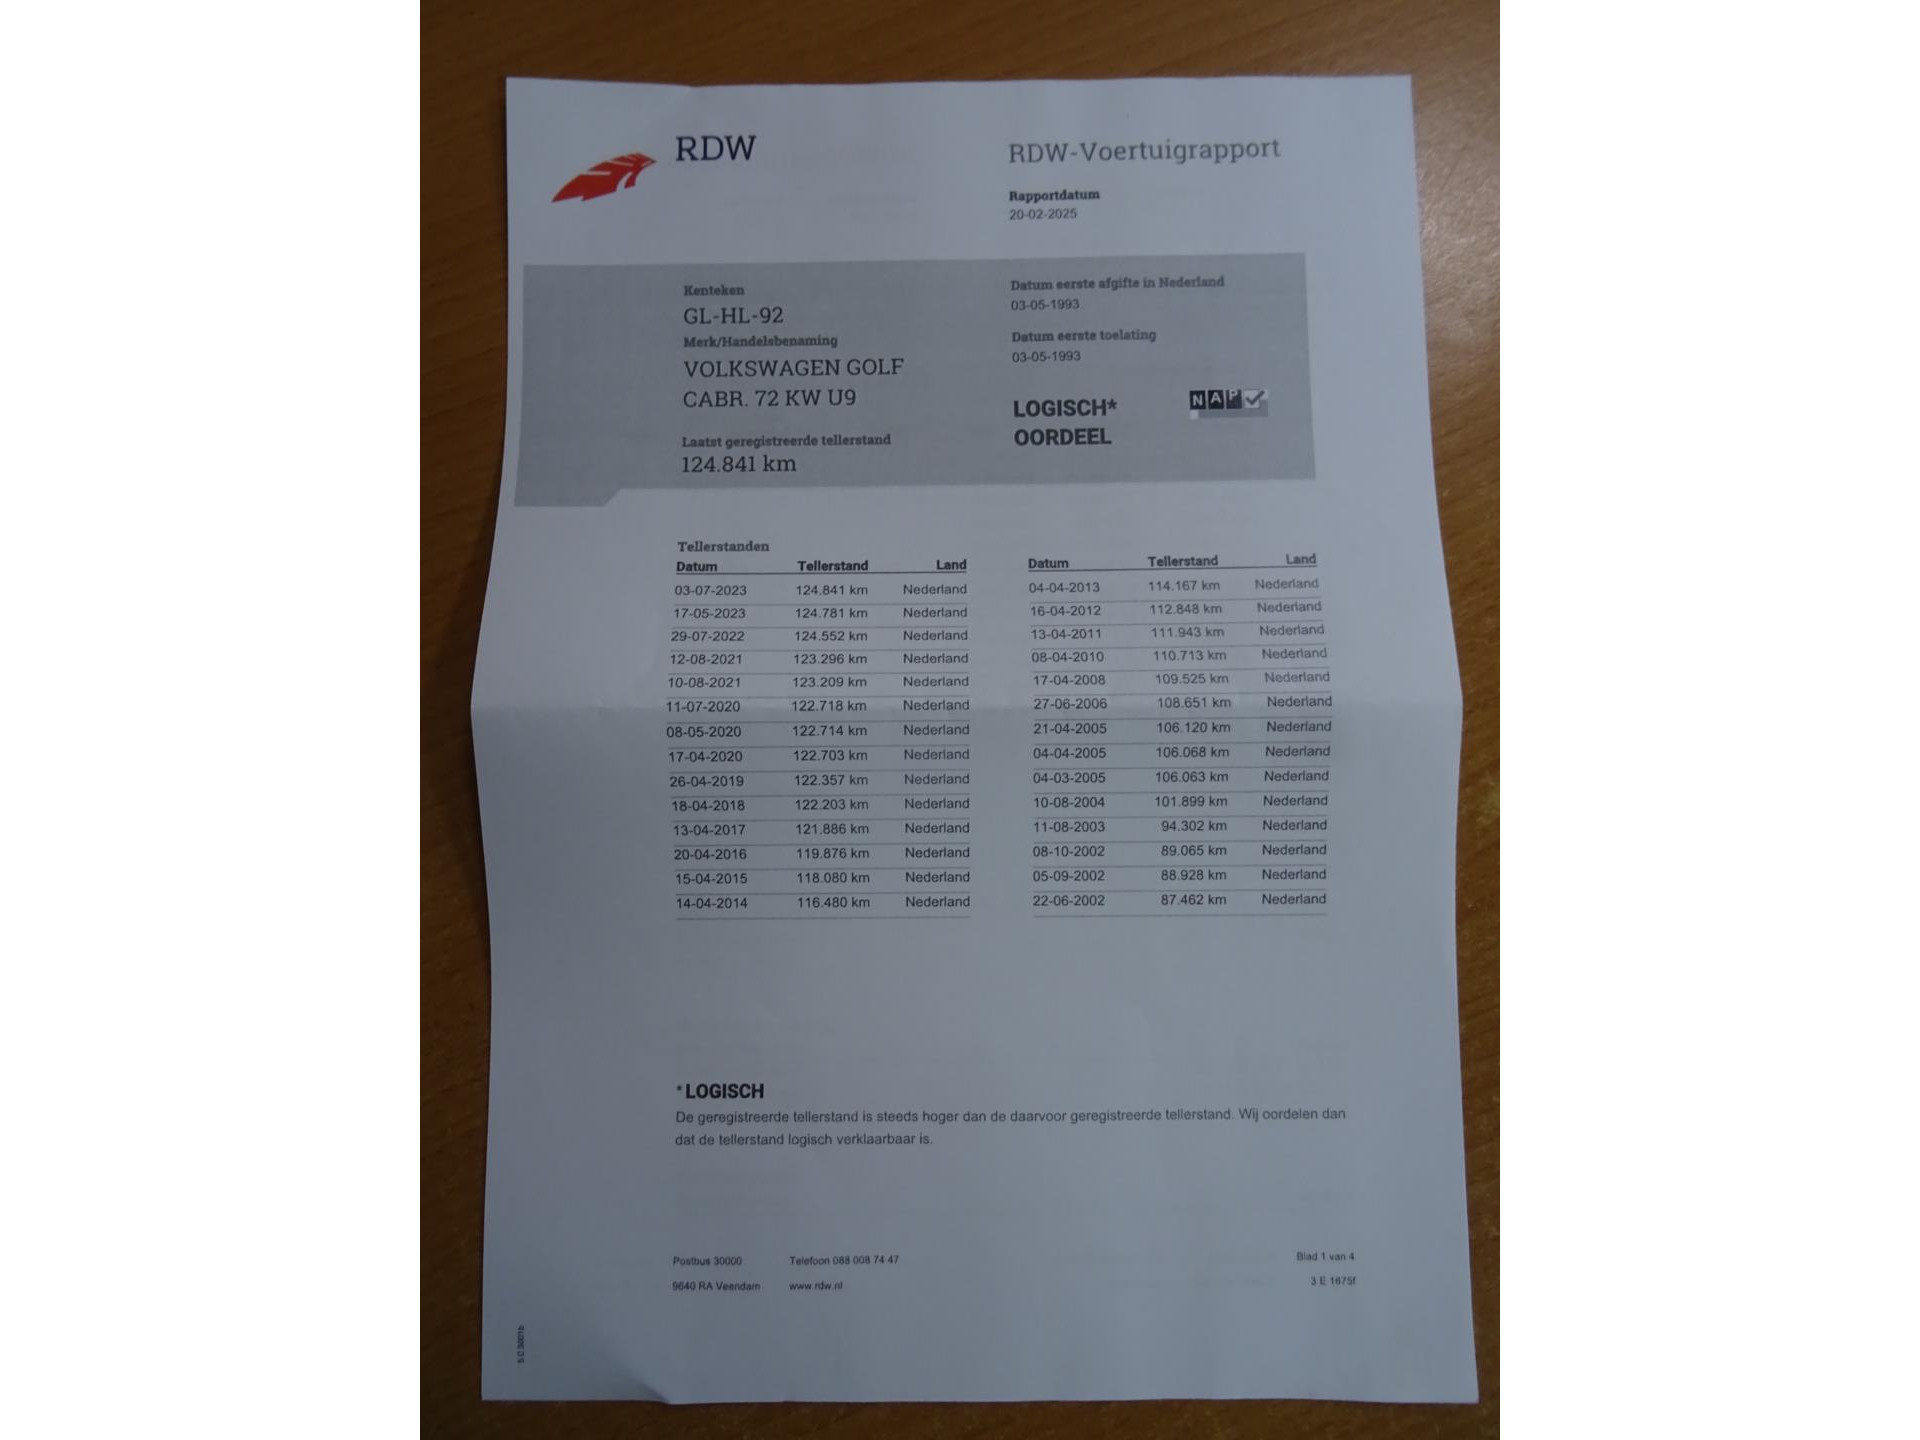 RDW
RDW-Voertuigrapport
Rapportdatum
20-02-2025
Kenteken
GL-HL-92
Merk/Handelsbenaming
VOLKSWAGEN GOLF
CABR. 72 KW U9
Laatst geregistreerde tellerstand
124.841 km
Datum eerste afgifte in Nederland
03-05-1993
Datum eerste toelating
03-05-1993
LOGISCH*
OORDEEL
NAP
Tellerstanden
Datum Tellerstand Land
03-07-2023 124.841 km Nederland
17-05-2023 124.781 km Nederland
29-07-2022 124.552 km Nederland
12-08-2021 123.296 km Nederland
10-08-2021 123.209 km Nederland
11-07-2020 122.718 km Nederland
08-05-2020 122.714 km Nederland
17-04-2020 122.703 km Nederland
26-04-2019 122.357 km Nederland
18-04-2018 122.203 km Nederland
13-04-2017 121.886 km Nederland
20-04-2016 119.876 km Nederland
15-04-2015 118.080 km Nederland
14-04-2014 116.480 km Nederland
Datum Tellerstand Land
04-04-2013 114.167 km Nederland
16-04-2012 112.848 km Nederland
13-04-2011 111.943 km Nederland
08-04-2010 110.713 km Nederland
17-04-2008 109.525 km Nederland
27-06-2006 108.651 km Nederland
21-04-2005 106.120 km Nederland
04-04-2005 106.068 km Nederland
04-03-2005 106.063 km Nederland
10-08-2004 101.899 km Nederland
11-08-2003 94.302 km Nederland
08-10-2002 89.065 km Nederland
05-09-2002 88.928 km Nederland
22-06-2002 87.462 km Nederland
*LOGISCH
De geregistreerde tellerstand is steeds hoger dan de daarvoor geregistreerde tellerstand. Wij oordelen dan
dat de tellerstand logisch verklaarbaar is.
Postbus 30000 Telefoon 088 008 74 47
9640 RA Veendam www.rdw.nl
Blad 1 van 4
3 E 1675f